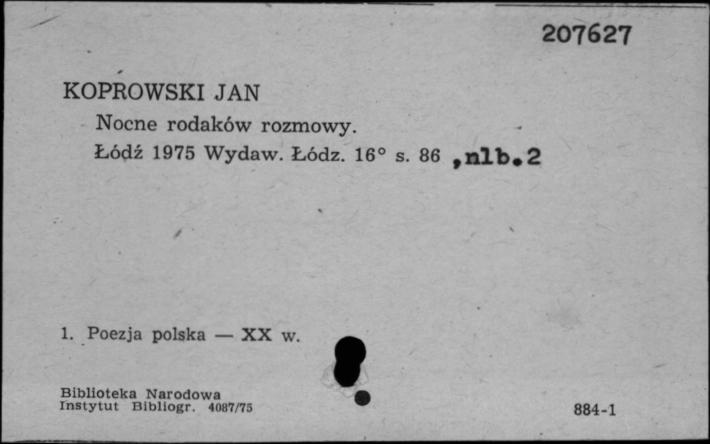 207627
KOPROWSKI JAN
Nocne rodaków rozmowy.
Łódź 1975 Wydaw. Łódz. 16° s. 86 ,nlb.2
1. Poezja polska — XX w.
Biblioteka Narodowa
Instytut Bibliogr. 4087/75
884-1